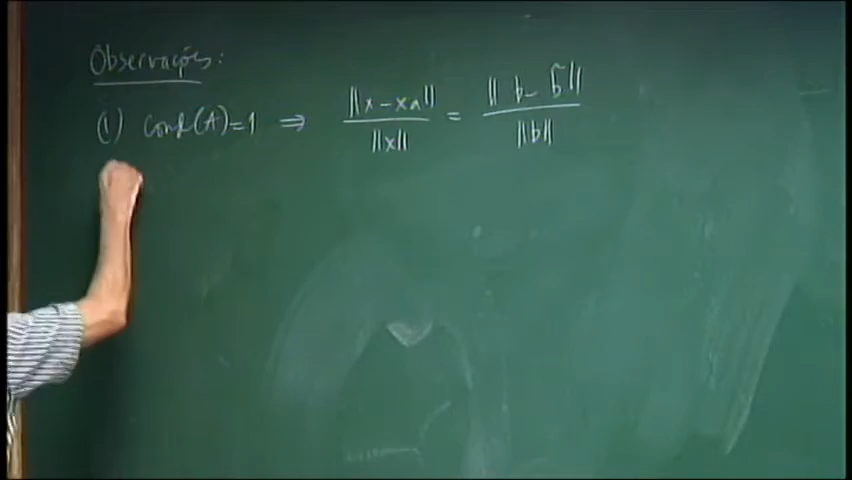 Observações:
(1) cond(A)=1 ⇒ ||x-xa|| / ||x|| = ||b-b̃|| / ||b||